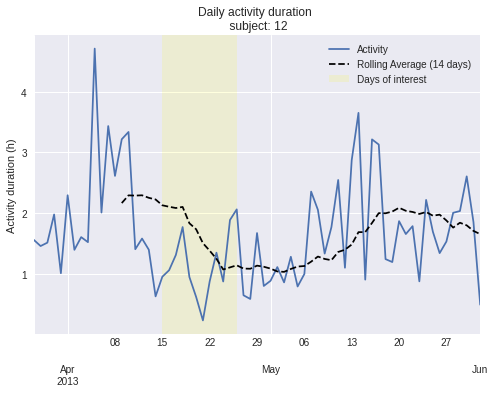 Daily activity duration
subject: 12
Activity
Rolling Average (14 days)
Days of interest
Activity duration (h)
4
3
2
1
08
15
22
29
06
13
20
27
Apr
2013
May
Jun